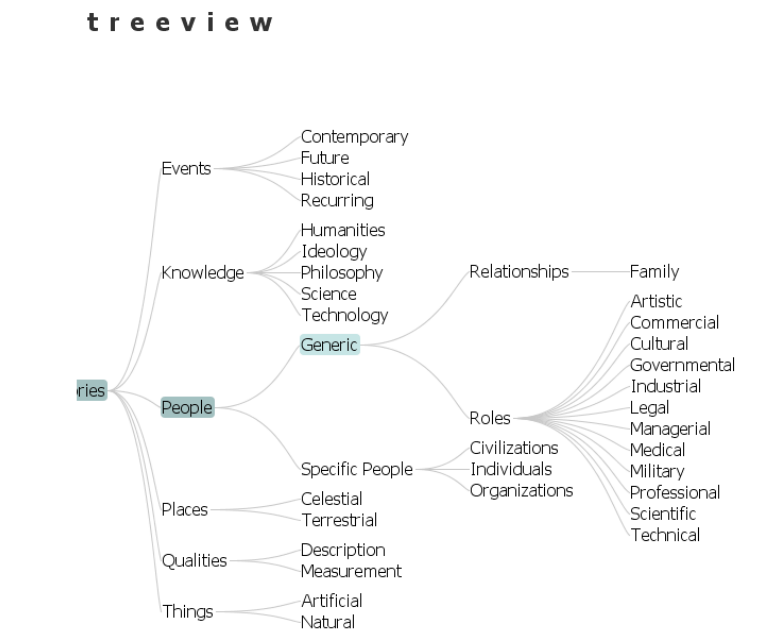 treeview
Events
Contemporary
Future
Historical
Recurring
Knowledge
Humanities
Ideology
Philosophy
Science
Technology
ries
People
Generic
Relationships
Family
Roles
Artistic
Commercial
Cultural
Governmental
Industrial
Legal
Managerial
Medical
Military
Professional
Scientific
Technical
Specific People
Civilizations
Individuals
Organizations
Places
Celestial
Terrestrial
Qualities
Description
Measurement
Things
Artificial
Natural